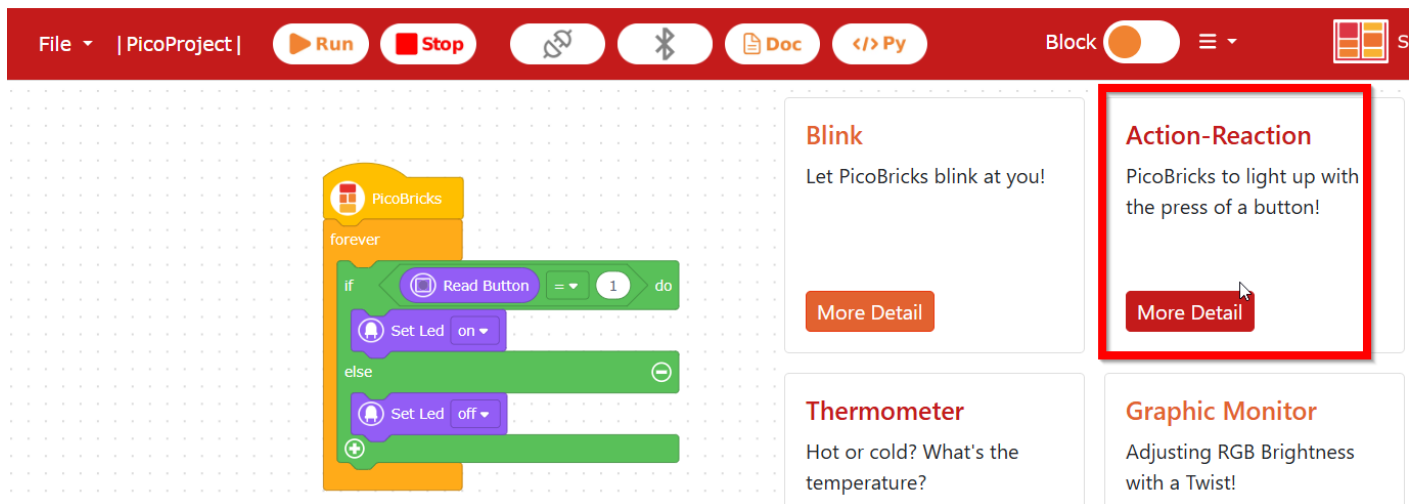 File |PicoProject| Run Stop Doc </> Py Block S
Blink
Let PicoBricks blink at you!
More Detail
Action-Reaction
PicoBricks to light up with
the press of a button!
More Detail
PicoBricks
forever
if Read Button = 1 do
Set Led on
else
Set Led off
Thermometer
Hot or cold? What's the
temperature?
Graphic Monitor
Adjusting RGB Brightness
with a Twist!